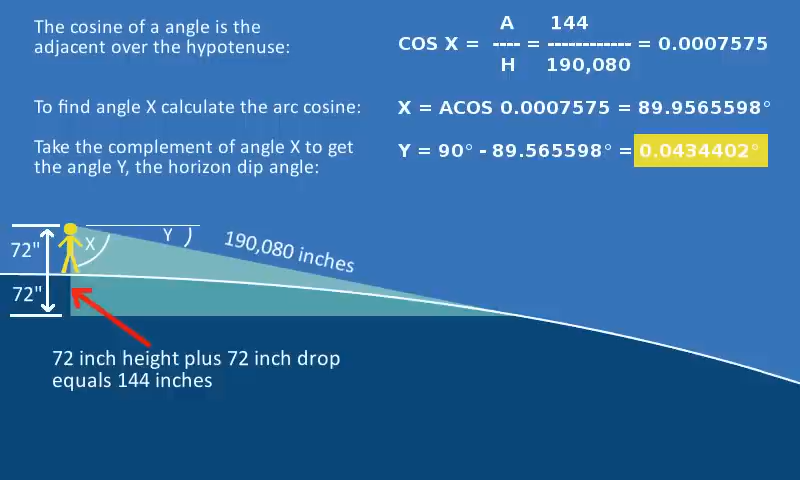 The cosine of a angle is the
adjacent over the hypotenuse:
A 144
COS X = ---- = ------------ = 0.0007575
H 190,080
To find angle X calculate the arc cosine:
X = ACOS 0.0007575 = 89.9565598°
Take the complement of angle X to get
the angle Y, the horizon dip angle:
Y = 90° - 89.565598° = 0.0434402°
72"
X
Y
190,080 inches
72"
72 inch height plus 72 inch drop
equals 144 inches